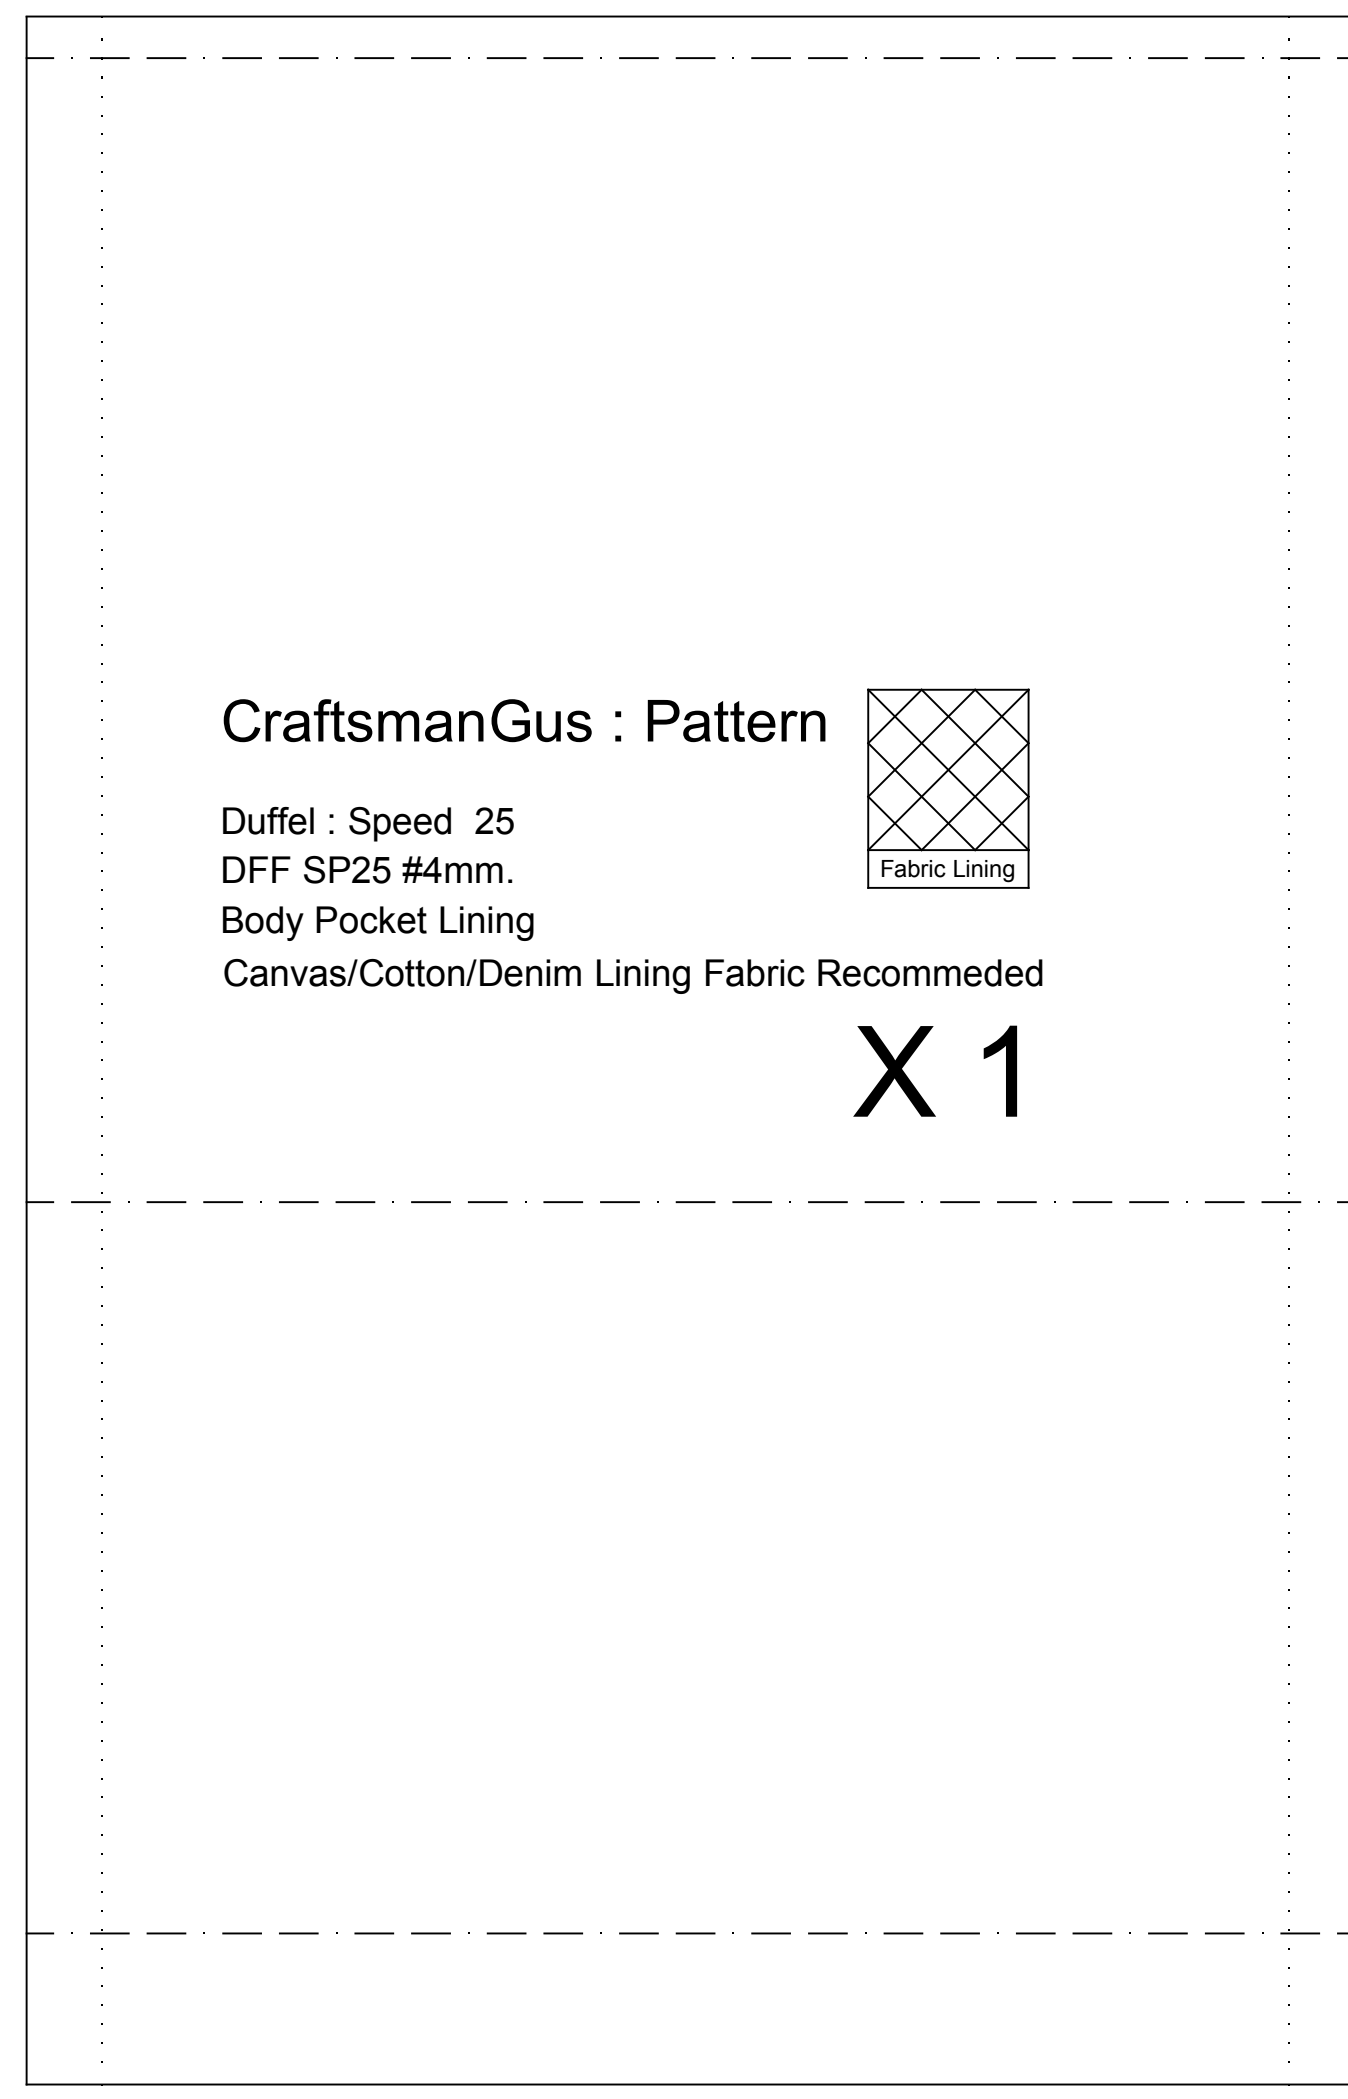 CraftsmanGus : Pattern
Duffel : Speed 25
DFF SP25 #4mm.
Fabric Lining
Body Pocket Lining
Canvas/Cotton/Denim Lining Fabric Recommeded
X 1